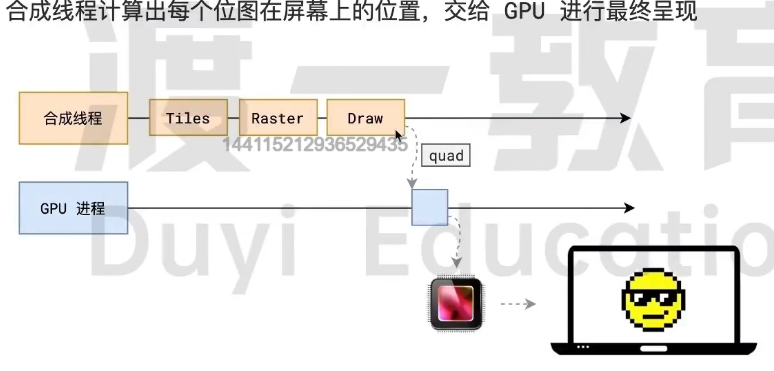 合成线程计算出每个位图在屏幕上的位置，交给 GPU 进行最终呈现
渡一教育
合成线程
Tiles
Raster
Draw
144115212936529435
quad
GPU 进程
Duyi Educatio